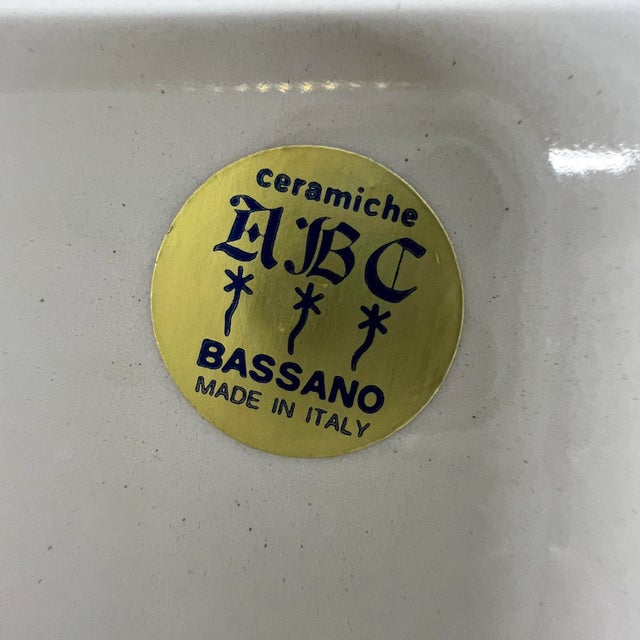 ceramiche
ABC
BASSANO
MADE IN ITALY